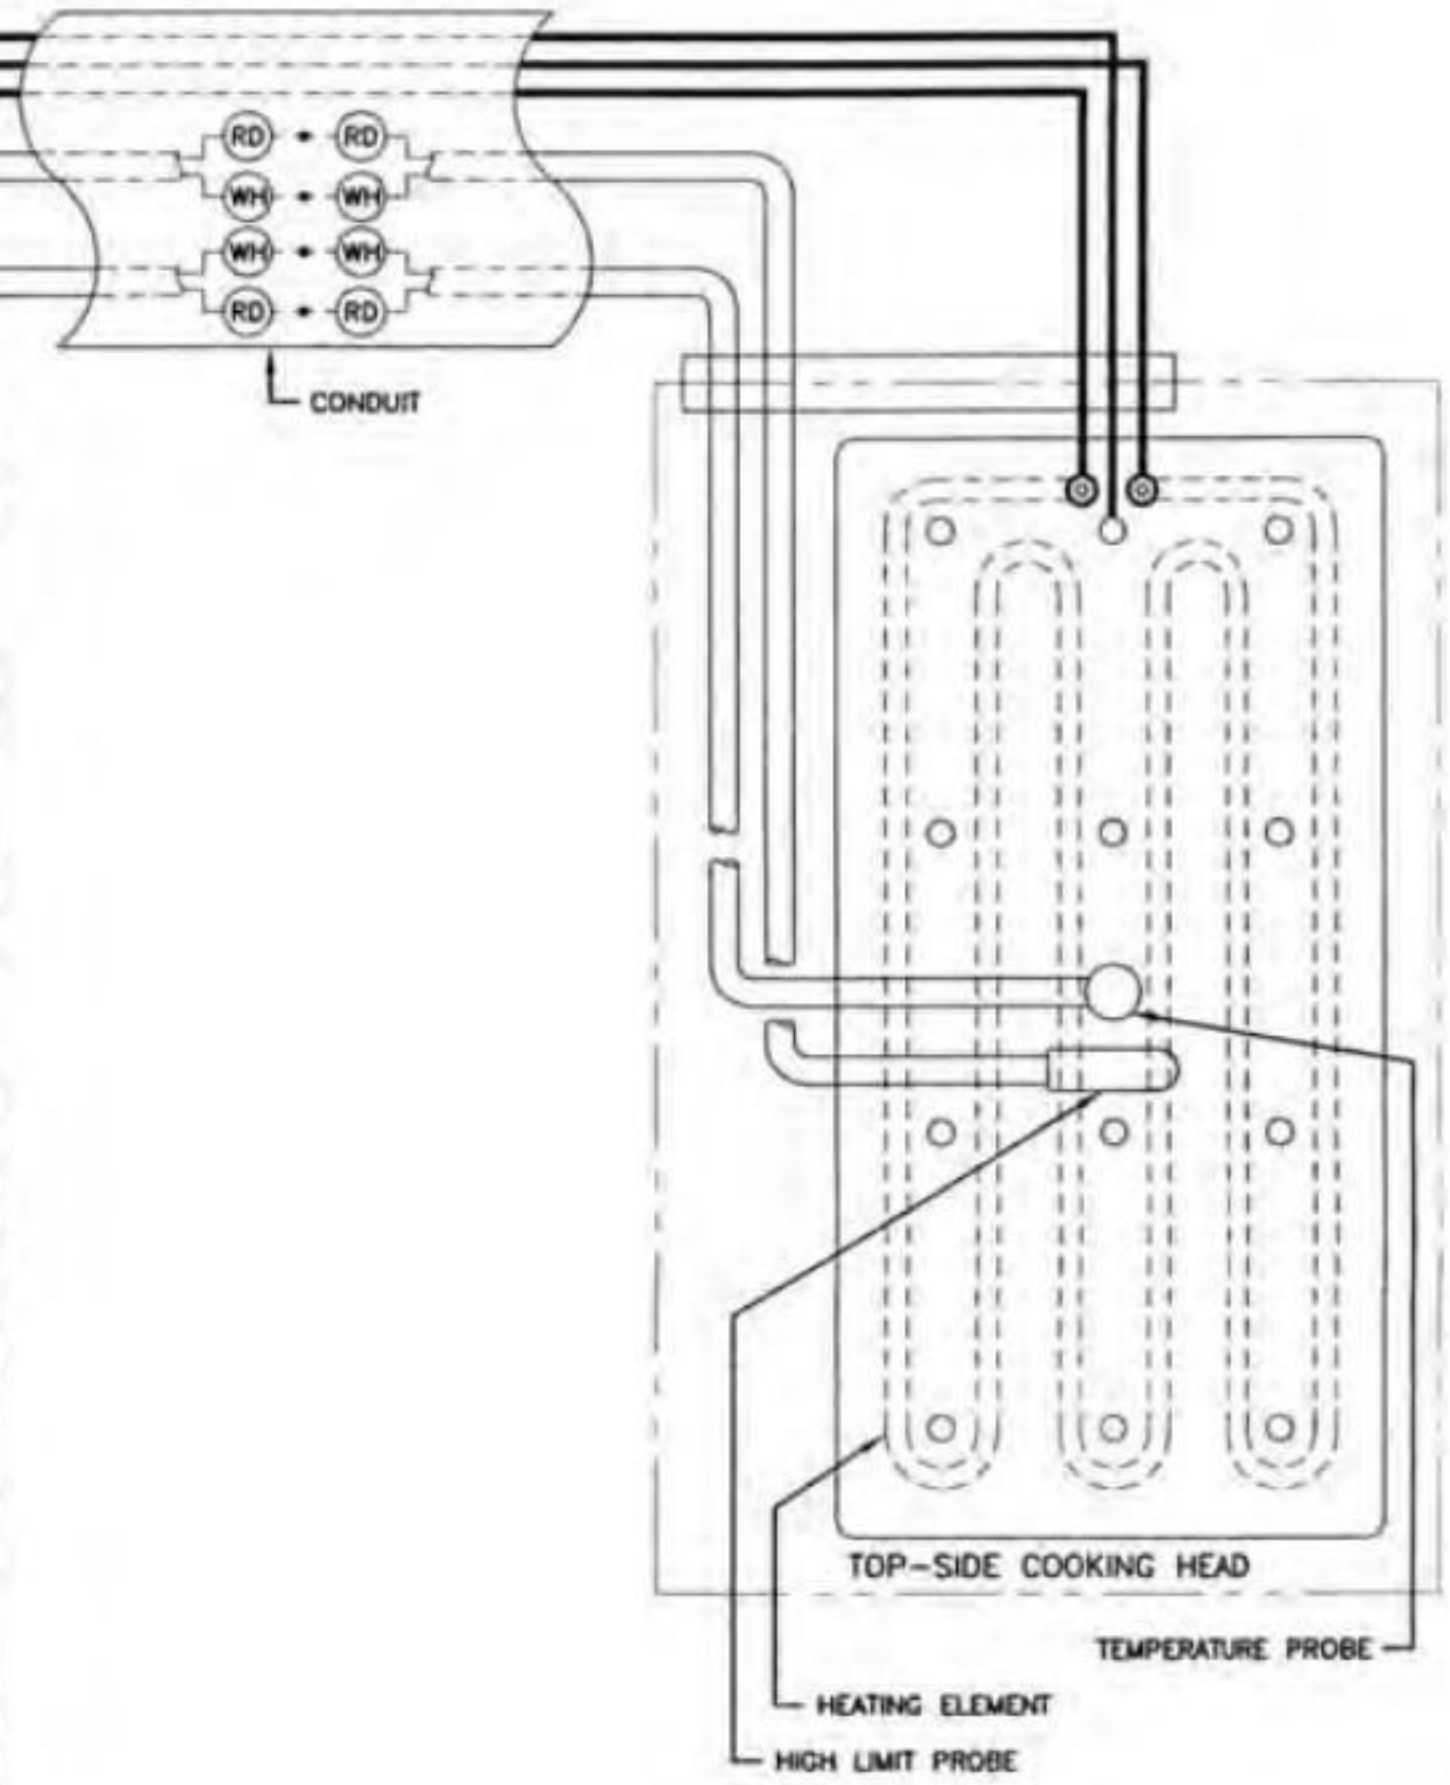 RD RD
WH WH
WH WH
RD RD
CONDUIT
TOP-SIDE COOKING HEAD
TEMPERATURE PROBE
HEATING ELEMENT
HIGH LIMIT PROBE